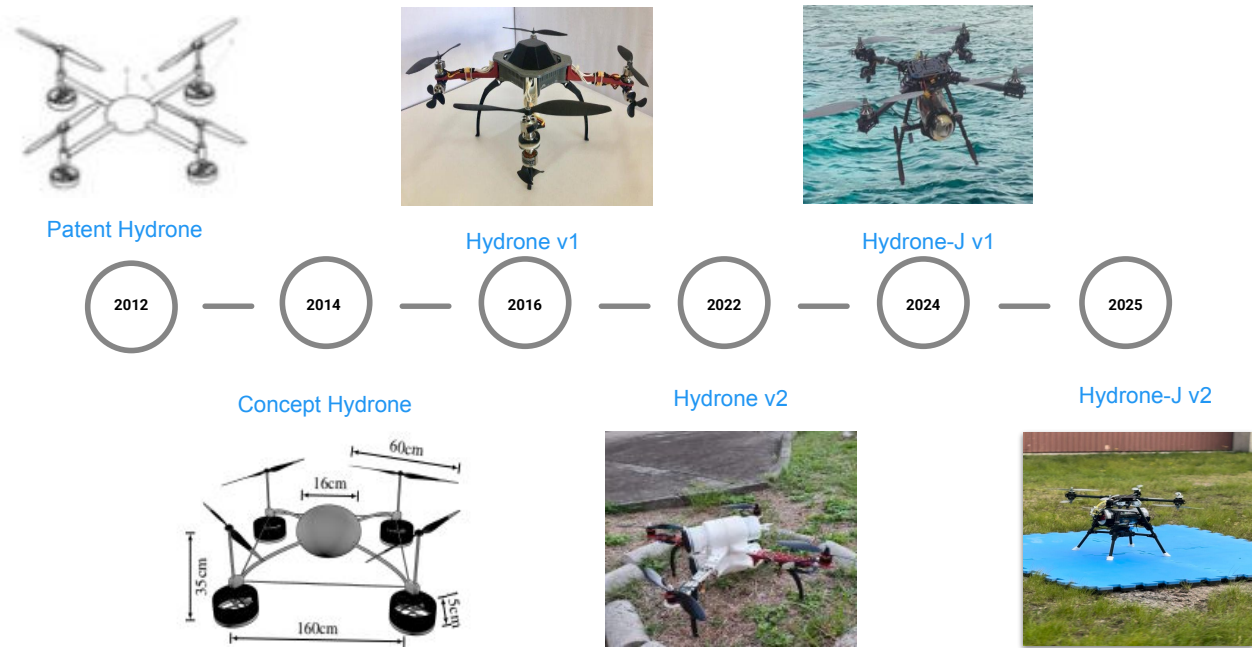 Patent Hydrone
Hydrone v1
Hydrone-J v1
2012
2014
2016
2022
2024
2025
Concept Hydrone
Hydrone v2
Hydrone-J v2
60cm
16cm
35cm
15cm
160cm